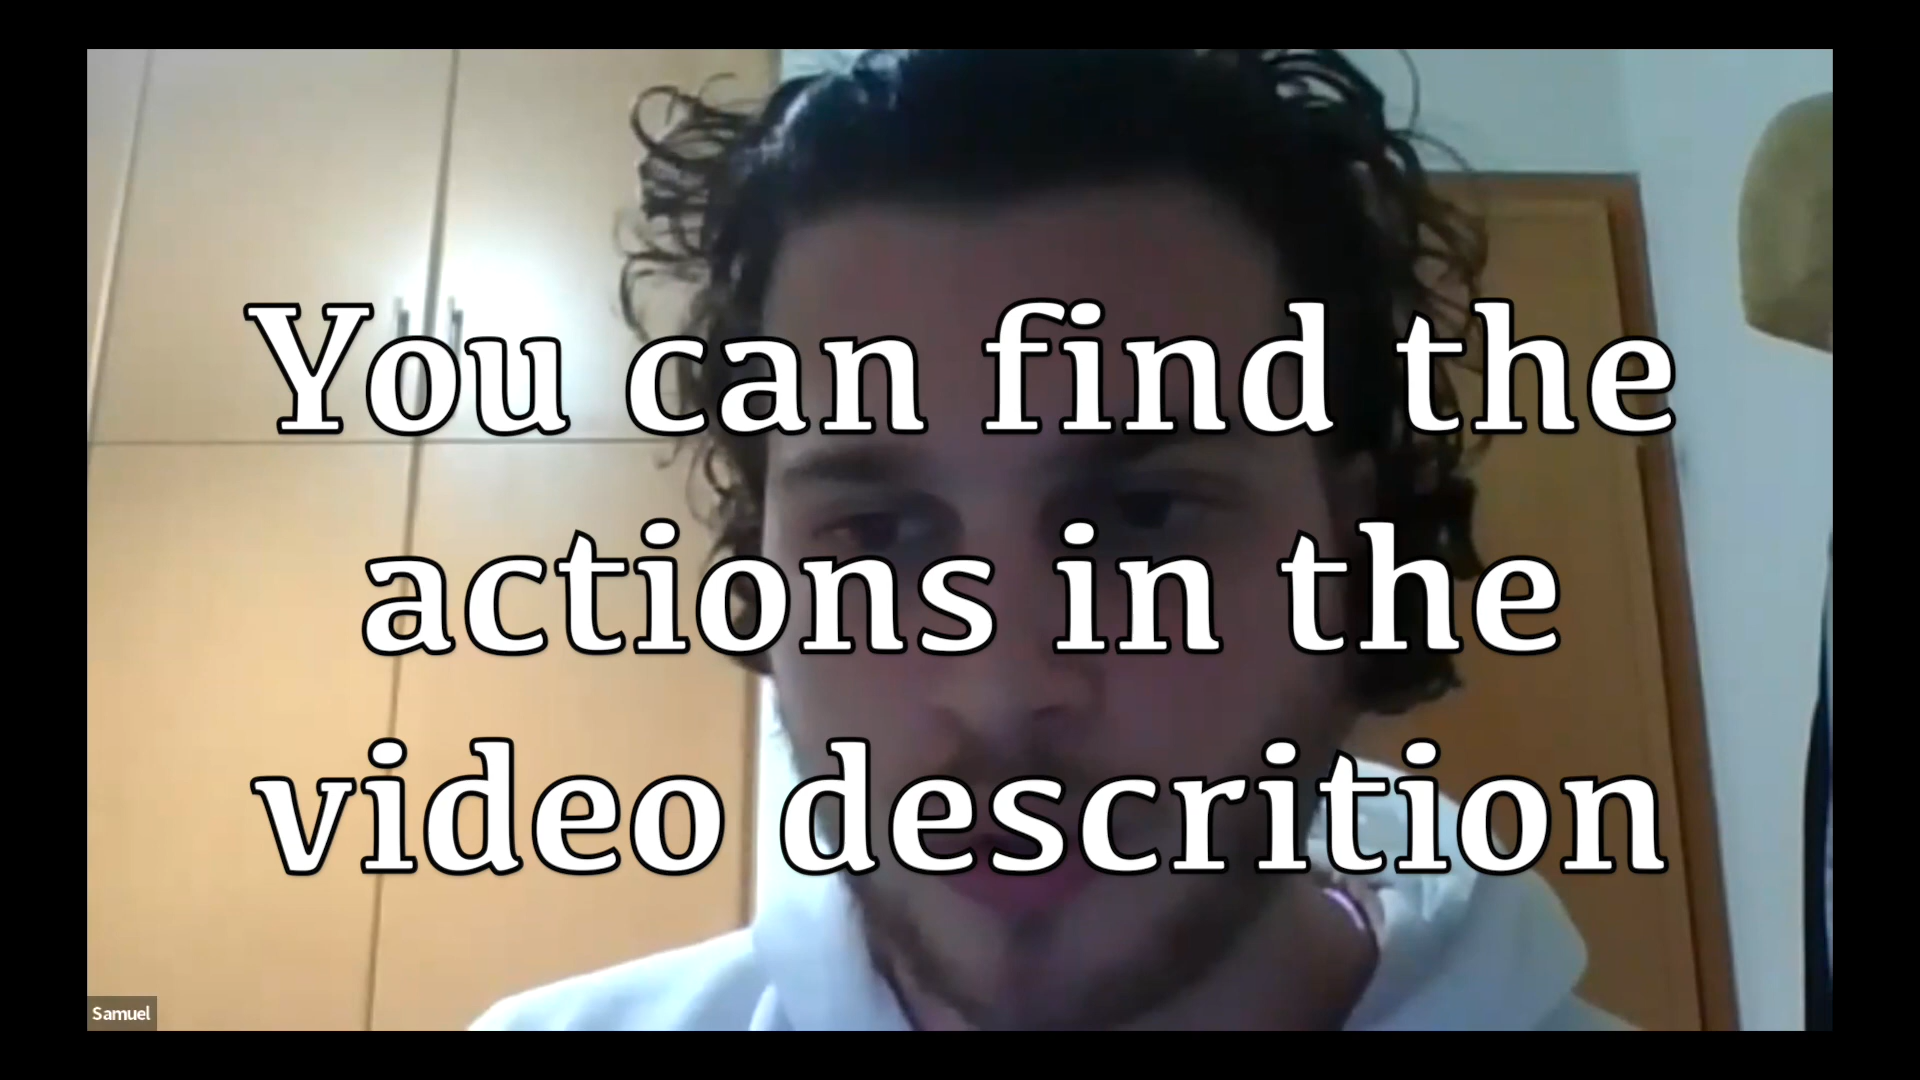 You can find the
actions in the
video descrition
Samuel